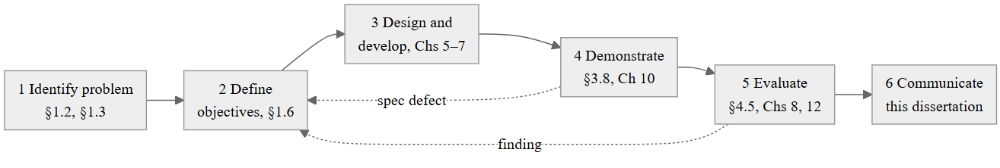 1 Identify problem
§1.2, §1.3
2 Define
objectives, §1.6
3 Design and
develop, Chs 5–7
4 Demonstrate
§3.8, Ch 10
5 Evaluate
§4.5, Chs 8, 12
6 Communicate
this dissertation
spec defect
finding